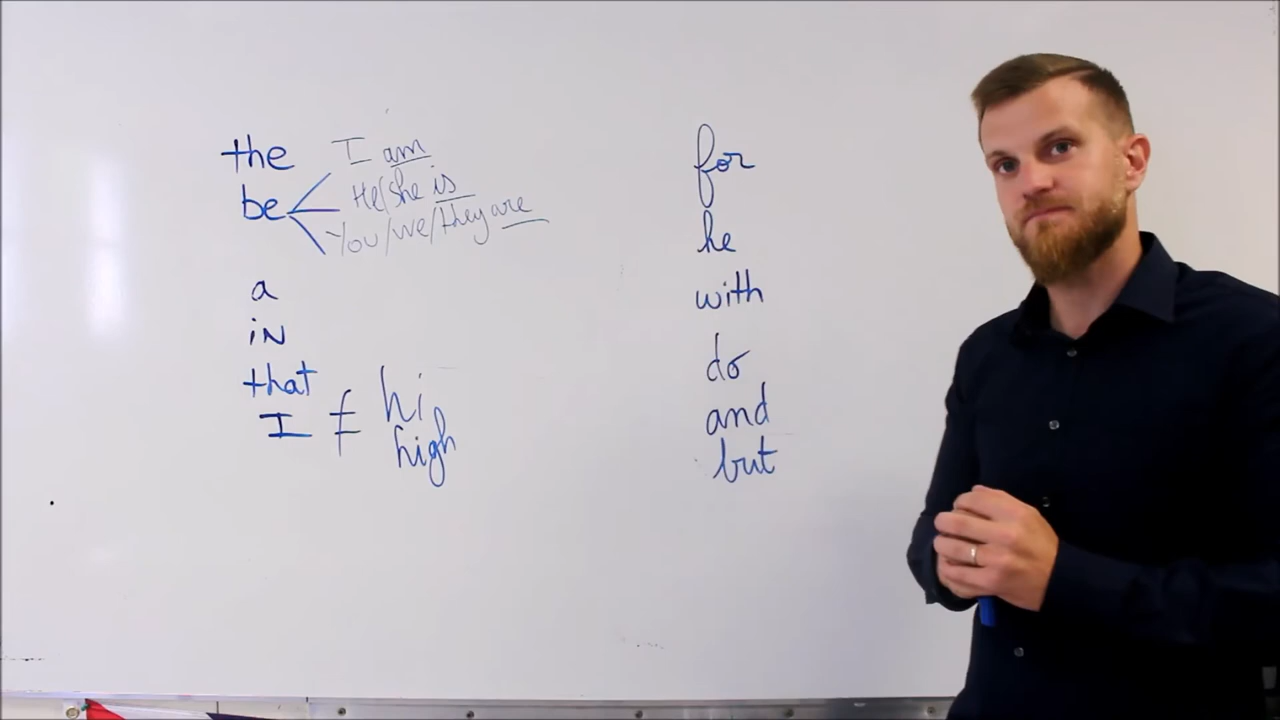 the
I am
be
He/she is
You/we/they are
a
iN
that
I ≠ hi
high
for
he
with
do
and
but